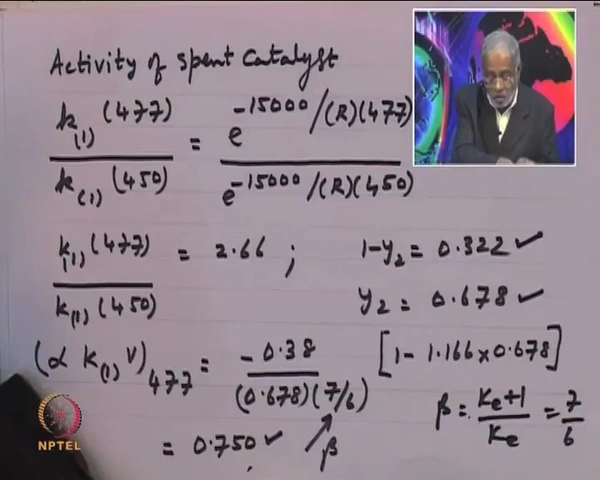 Activity of Spent Catalyst
k(1) (477) / k(1) (450) = e^-15000/(R)(477) / e^-15000/(R)(450)
k(1) (477) / k(1) (450) = 2.66 ; 1-y2 = 0.322 ✓
y2 = 0.678 ✓
(α k(1) V)477 = -0.38 / (0.678)(7/6) [1- 1.166×0.678]
β = Ke+1 / Ke = 7/6
= 0.750 ✓ β
NPTEL